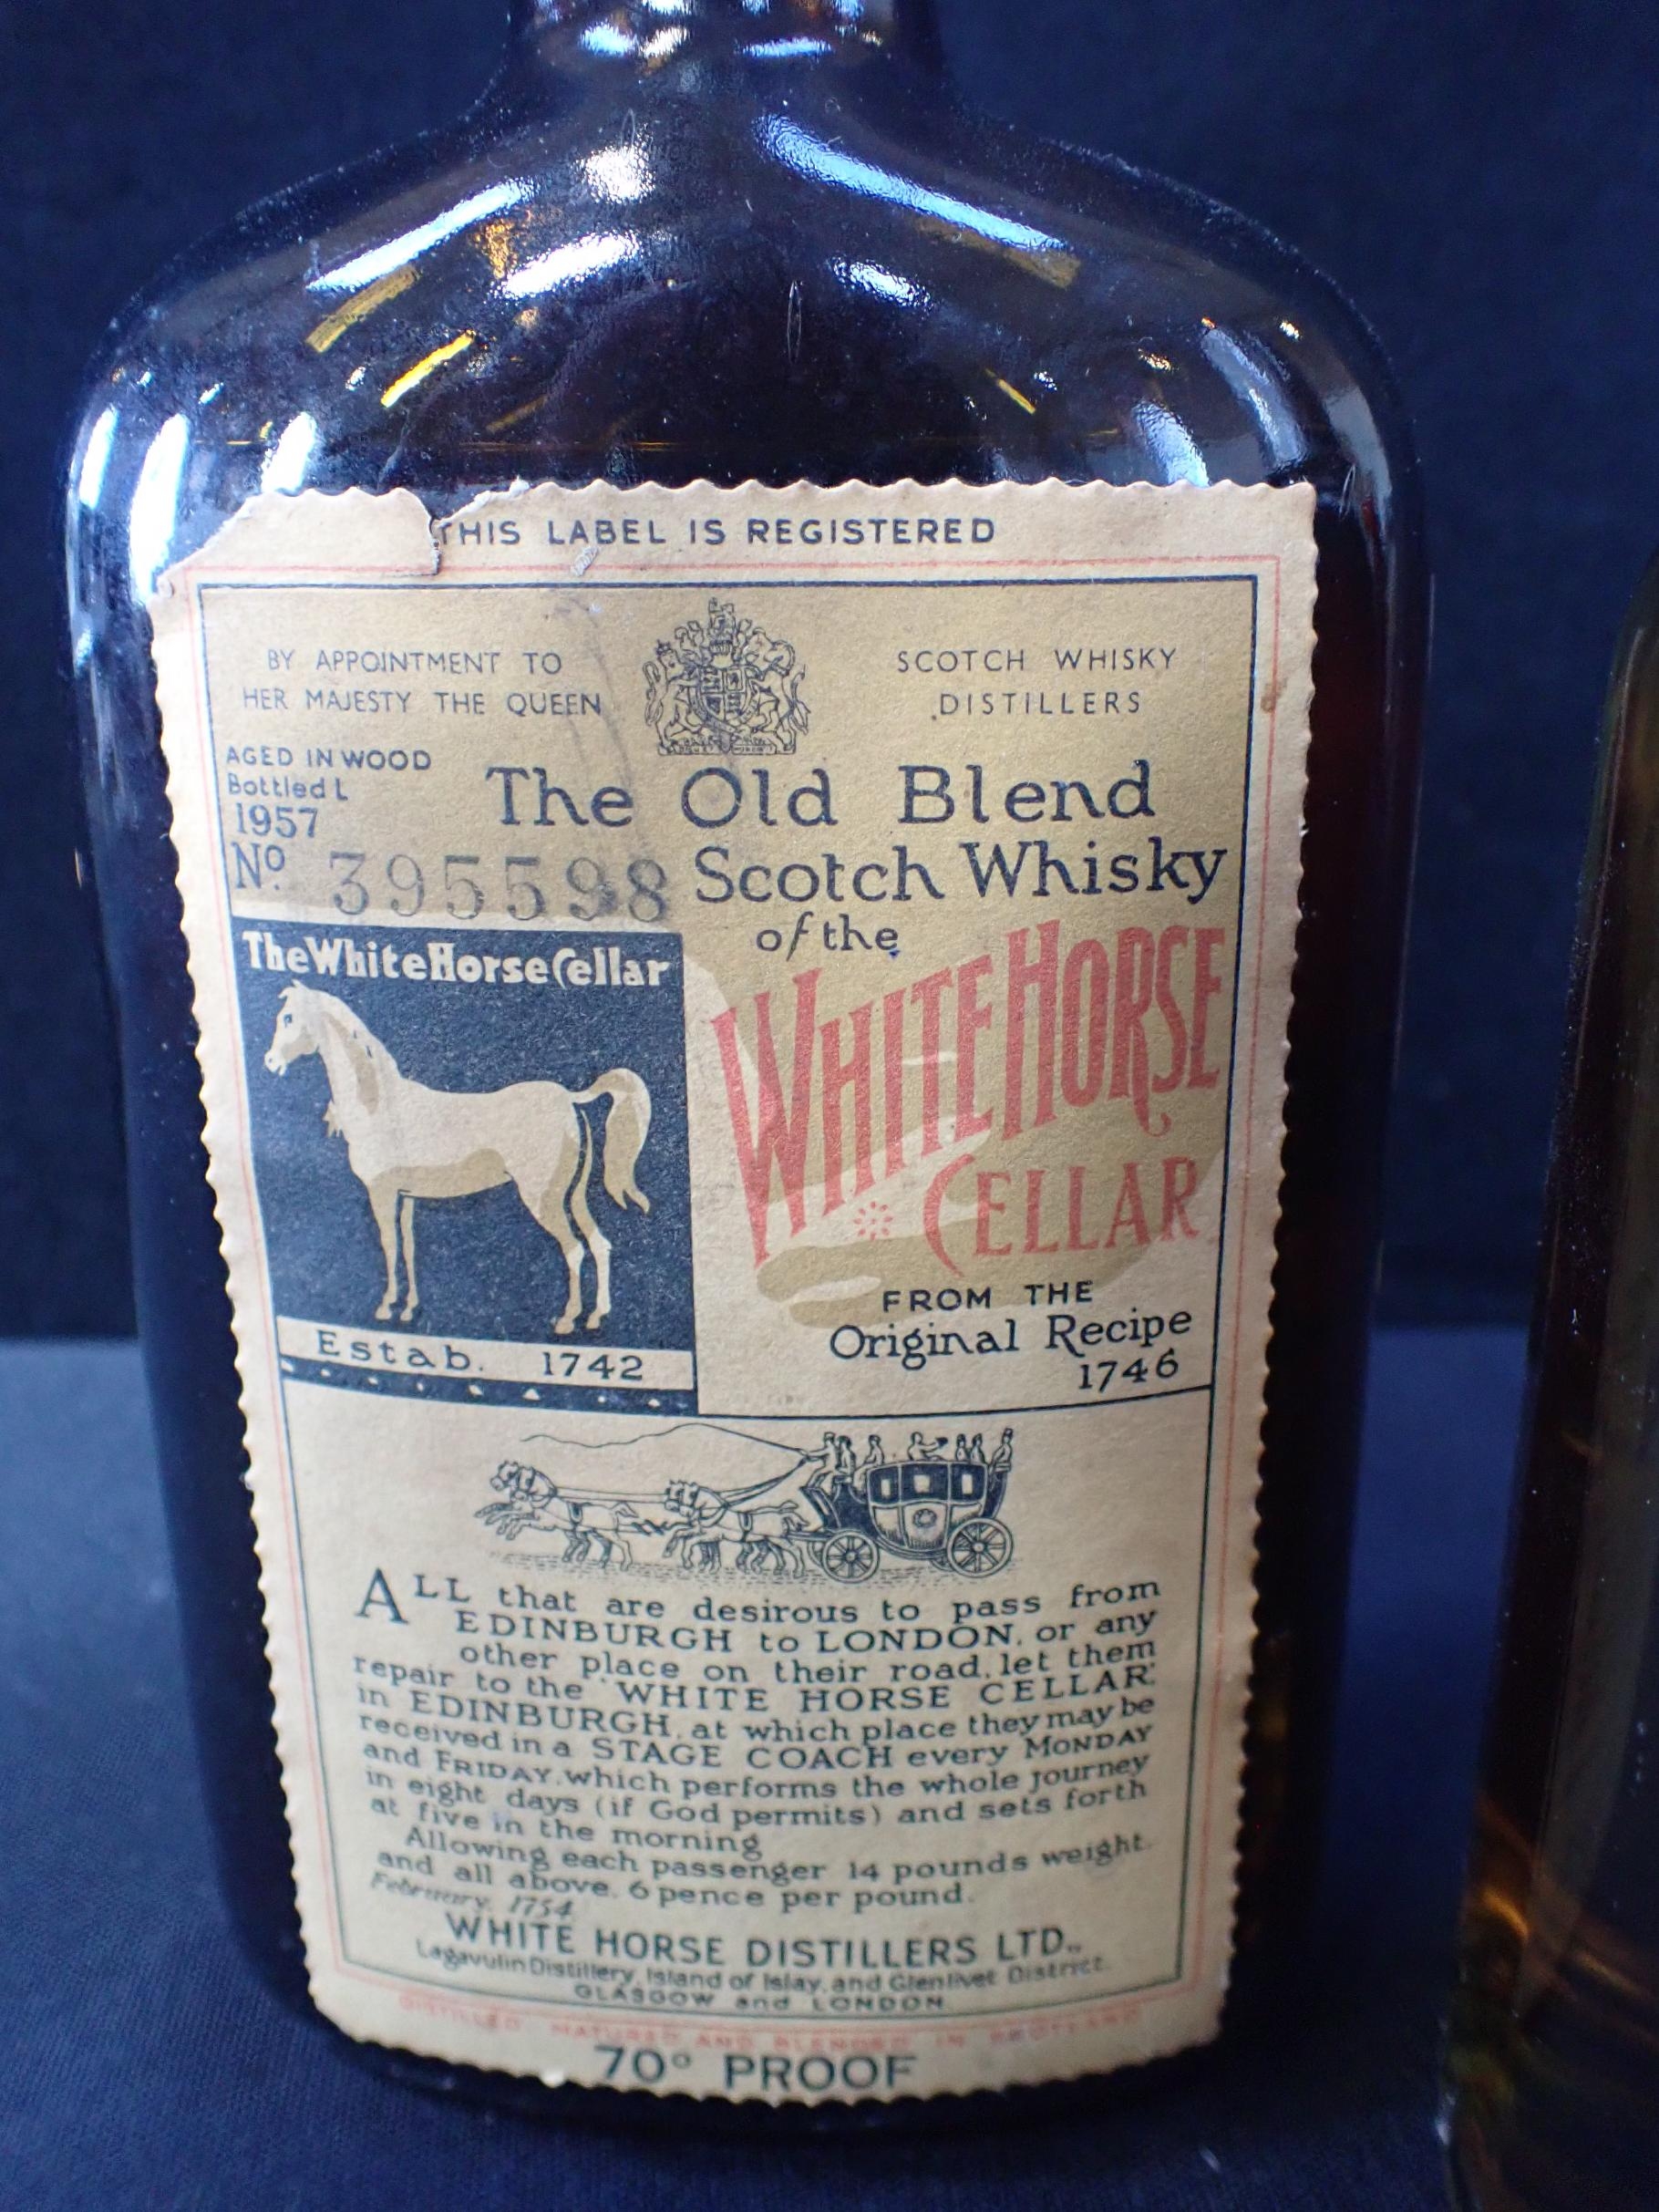 THIS LABEL IS REGISTERED
BY APPOINTMENT TO
HER MAJESTY THE QUEEN
SCOTCH WHISKY
DISTILLERS
AGED IN WOOD
Bottled L
1957
Nº. 395598
The Old Blend
Scotch Whisky
of the
WHITE HORSE
CELLAR
FROM THE
Original Recipe
1746
The White Horse Cellar
Estab. 1742
ALL that are desirous to pass from
EDINBURGH to LONDON, or any
other place on their road, let them
repair to the 'WHITE HORSE CELLAR'
in EDINBURGH, at which place they may be
received in a STAGE COACH every MONDAY
and FRIDAY, which performs the whole journey
in eight days (if God permits) and sets forth
at five in the morning
Allowing each passenger 14 pounds weight.
and all above, 6 pence per pound.
February, 1754.
WHITE HORSE DISTILLERS LTD.,
Lagavulin Distillery, Island of Islay, and Glenlivet District.
GLASGOW and LONDON
DISTILLED MATURED AND BLENDED IN SCOTLAND
70º PROOF